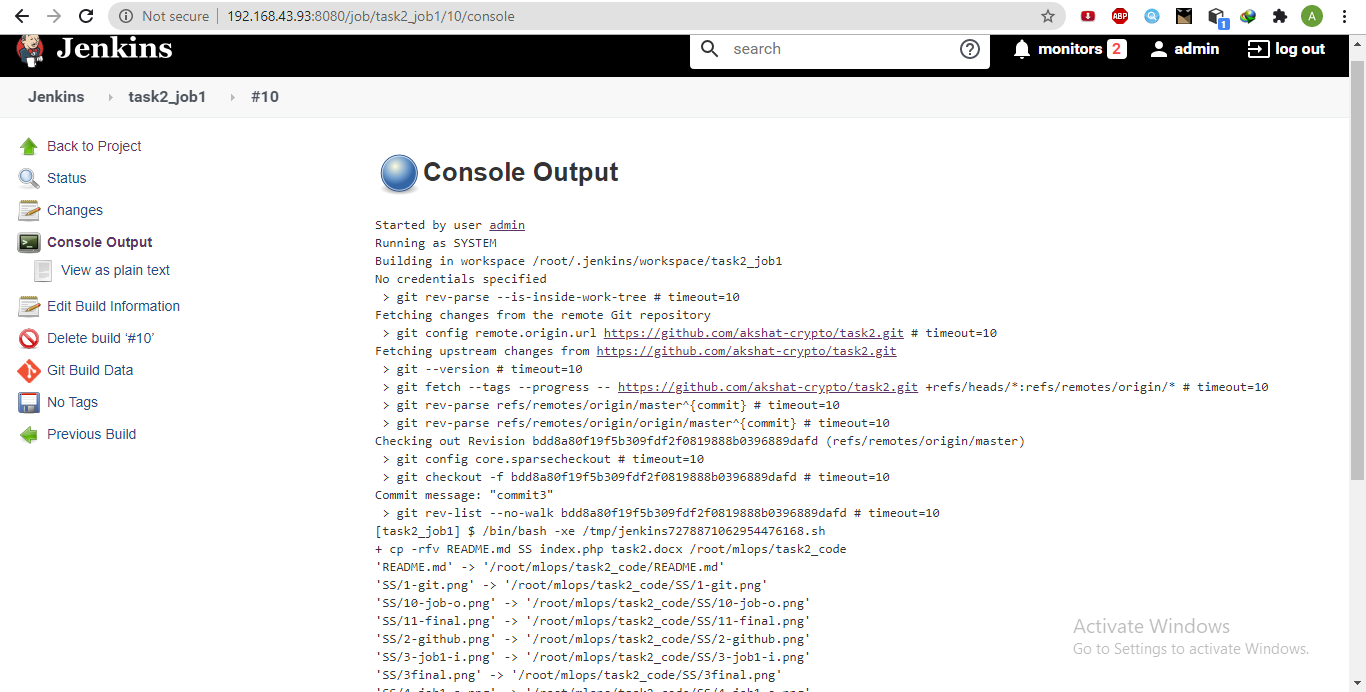 Not secure | 192.168.43.93:8080/job/task2_job1/10/console
ABP
1
A
Jenkins
search
monitors 2
admin
log out
Jenkins
task2_job1
#10
Back to Project
Status
Changes
Console Output
View as plain text
Edit Build Information
Delete build ‘#10’
Git Build Data
No Tags
Previous Build
Console Output
Started by user admin
Running as SYSTEM
Building in workspace /root/.jenkins/workspace/task2_job1
No credentials specified
> git rev-parse --is-inside-work-tree # timeout=10
Fetching changes from the remote Git repository
> git config remote.origin.url https://github.com/akshat-crypto/task2.git # timeout=10
Fetching upstream changes from https://github.com/akshat-crypto/task2.git
> git --version # timeout=10
> git fetch --tags --progress -- https://github.com/akshat-crypto/task2.git +refs/heads/*:refs/remotes/origin/* # timeout=10
> git rev-parse refs/remotes/origin/master^{commit} # timeout=10
> git rev-parse refs/remotes/origin/origin/master^{commit} # timeout=10
Checking out Revision bdd8a80f19f5b309fdf2f0819888b0396889dafd (refs/remotes/origin/master)
> git config core.sparsecheckout # timeout=10
> git checkout -f bdd8a80f19f5b309fdf2f0819888b0396889dafd # timeout=10
Commit message: "commit3"
> git rev-list --no-walk bdd8a80f19f5b309fdf2f0819888b0396889dafd # timeout=10
[task2_job1] $ /bin/bash -xe /tmp/jenkins7278871062954476168.sh
+ cp -rfv README.md SS index.php task2.docx /root/mlops/task2_code
'README.md' -> '/root/mlops/task2_code/README.md'
'SS/1-git.png' -> '/root/mlops/task2_code/SS/1-git.png'
'SS/10-job-o.png' -> '/root/mlops/task2_code/SS/10-job-o.png'
'SS/11-final.png' -> '/root/mlops/task2_code/SS/11-final.png'
'SS/2-github.png' -> '/root/mlops/task2_code/SS/2-github.png'
'SS/3-job1-i.png' -> '/root/mlops/task2_code/SS/3-job1-i.png'
'SS/3final.png' -> '/root/mlops/task2_code/SS/3final.png'
Activate Windows
Go to Settings to activate Windows.